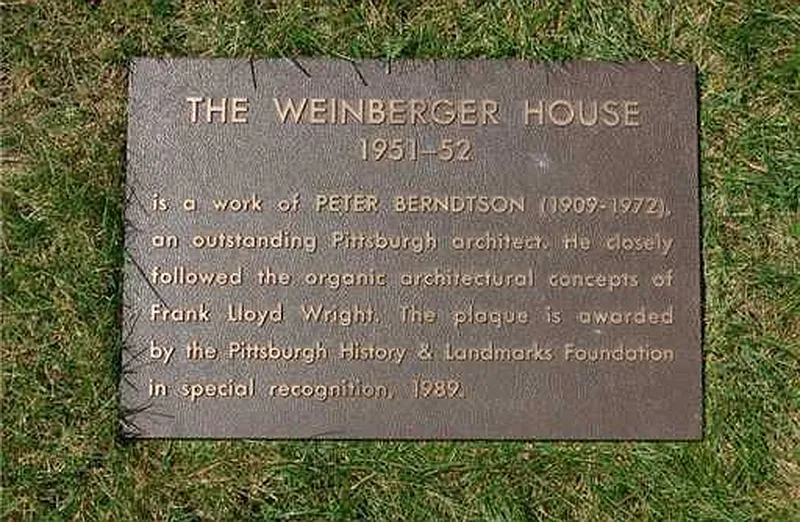 THE WEINBERGER HOUSE
1951–52
is a work of PETER BERNDTSON (1909-1972),
an outstanding Pittsburgh architect. He closely
followed the organic architectural concepts of
Frank Lloyd Wright. The plaque is awarded
by the Pittsburgh History & Landmarks Foundation
in special recognition, 1989.